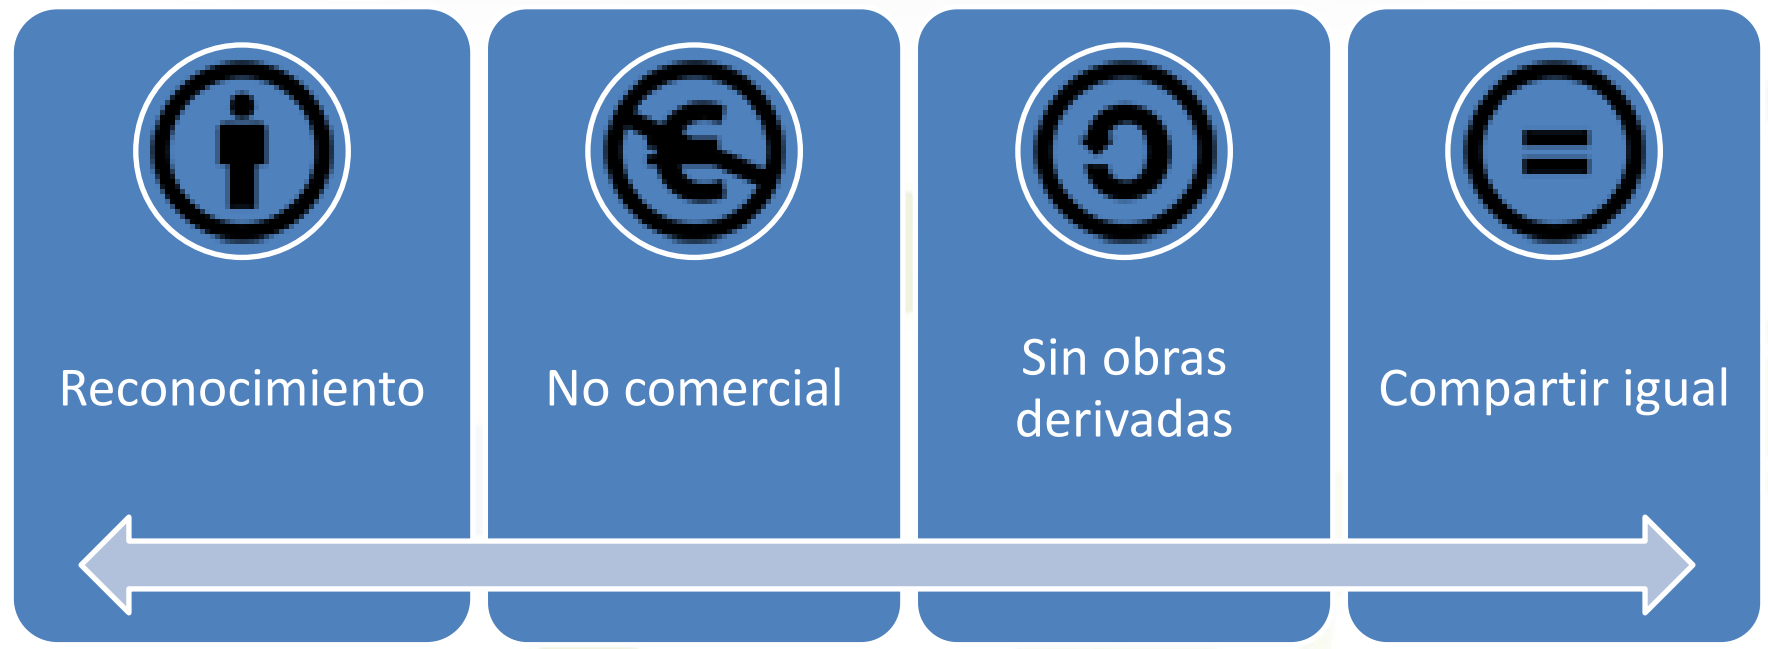 Reconocimiento
No comercial
Sin obras
derivadas
Compartir igual